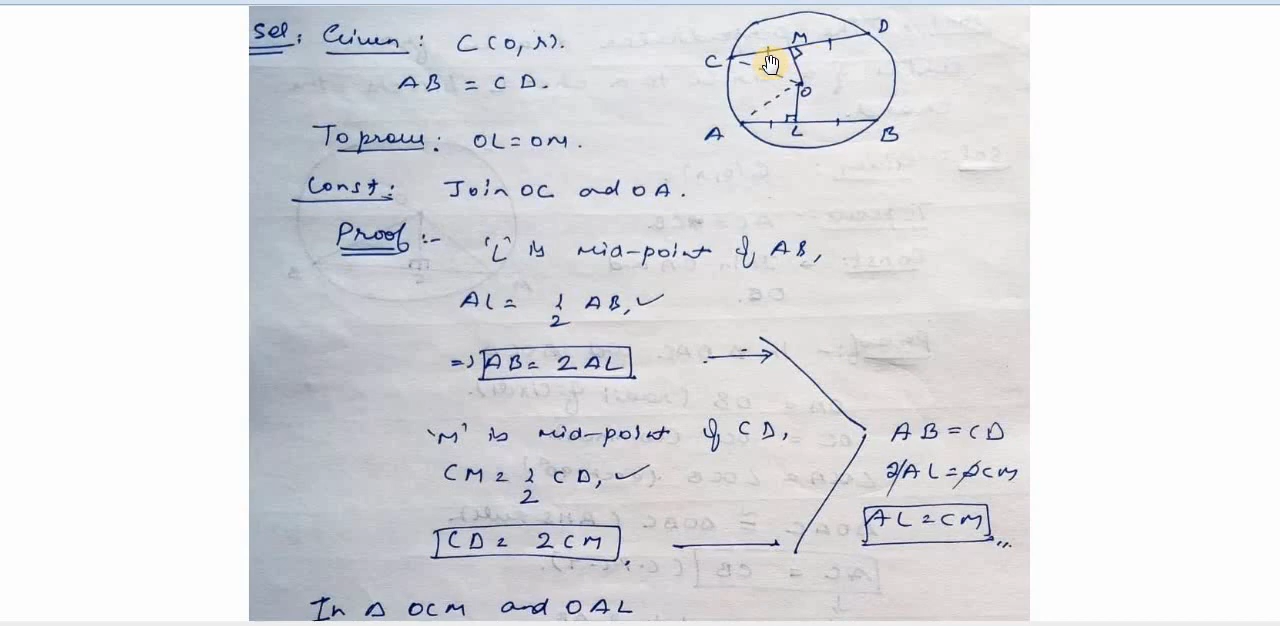 Sol: Given: C(O,r).
AB = CD.
To prove: OL = OM.
Const: Join OC and OA.
Proof :- 'L' is mid-point of AB,
AL = 1/2 AB, ✓
=> AB = 2AL
'M' is mid-point of CD,
CM = 1/2 CD, ✓
CD = 2CM
AB = CD
2AL = 2CM
AL = CM
In Δ OCM and OAL
C
M
D
O
A
L
B